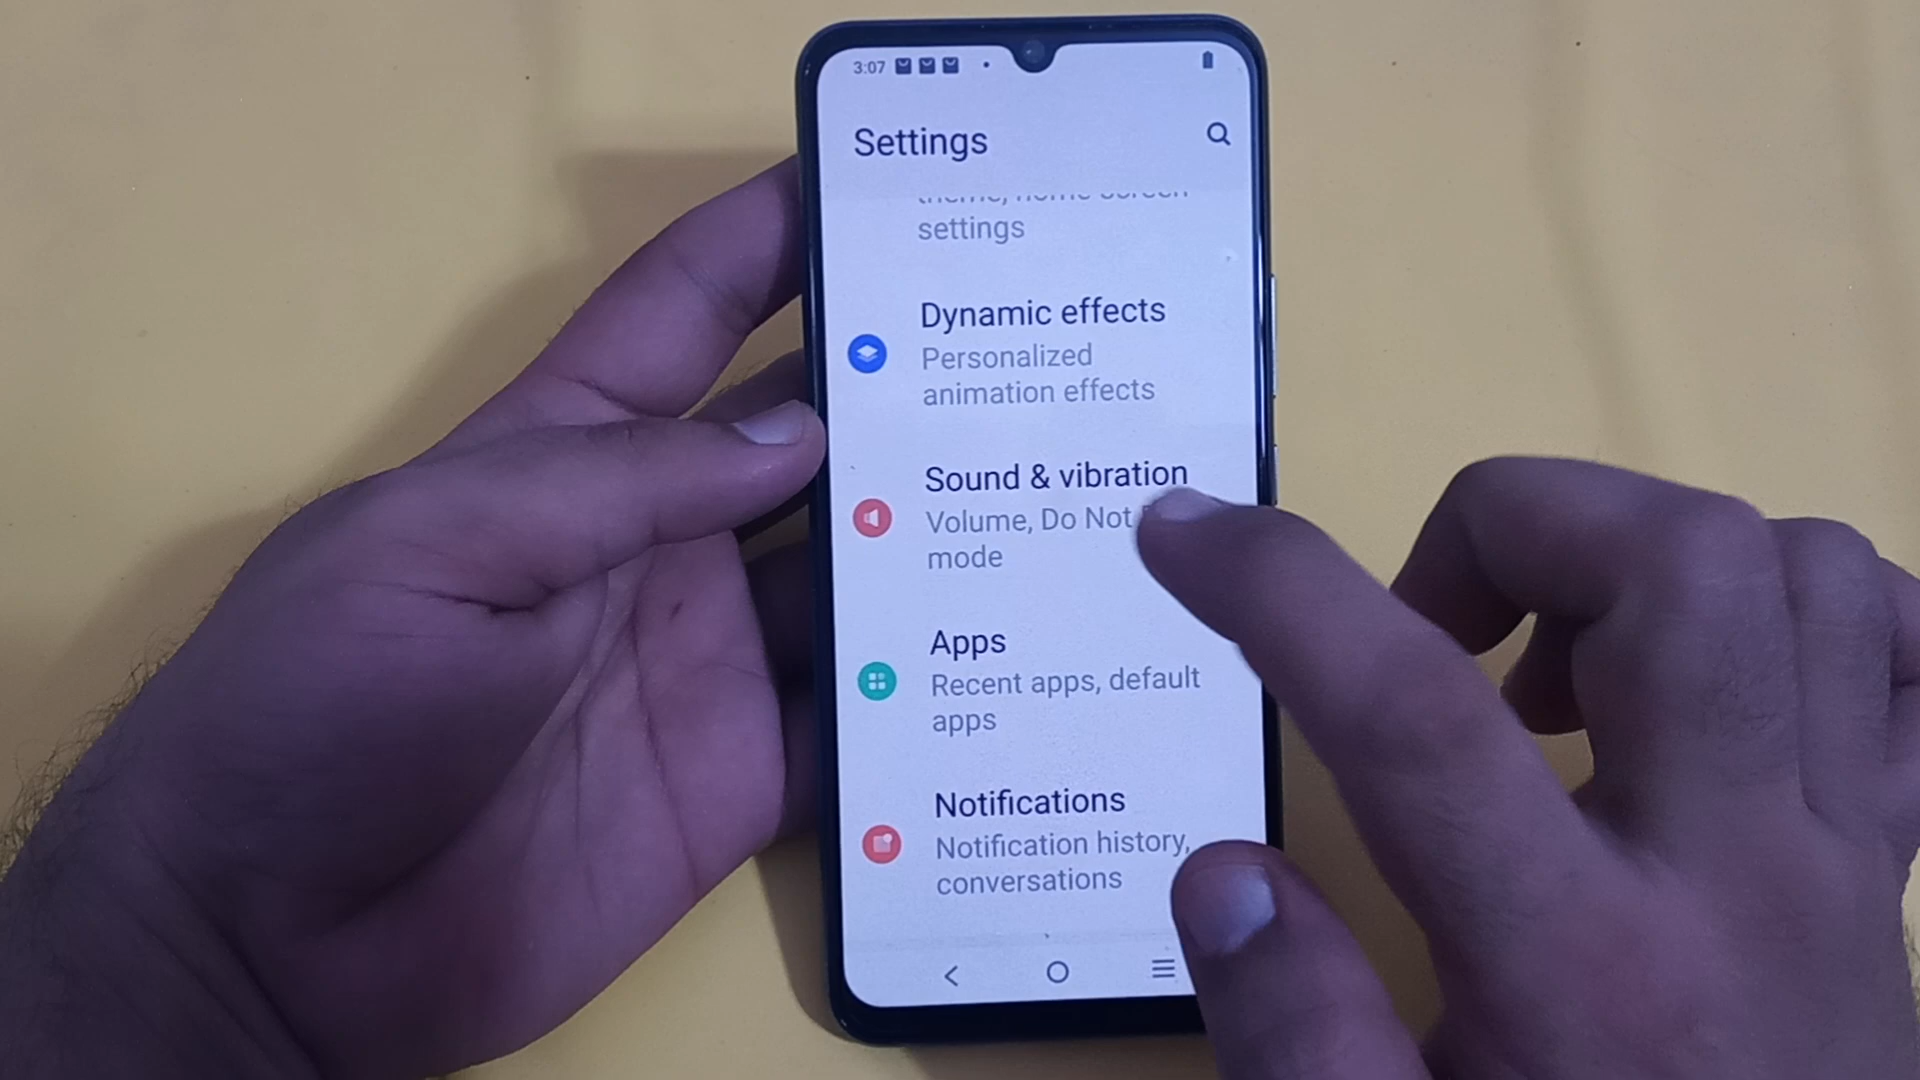 3:07
Settings
settings
Dynamic effects
Personalized
animation effects
Sound & vibration
Volume, Do Not
mode
Apps
Recent apps, default
apps
Notifications
Notification history,
conversations